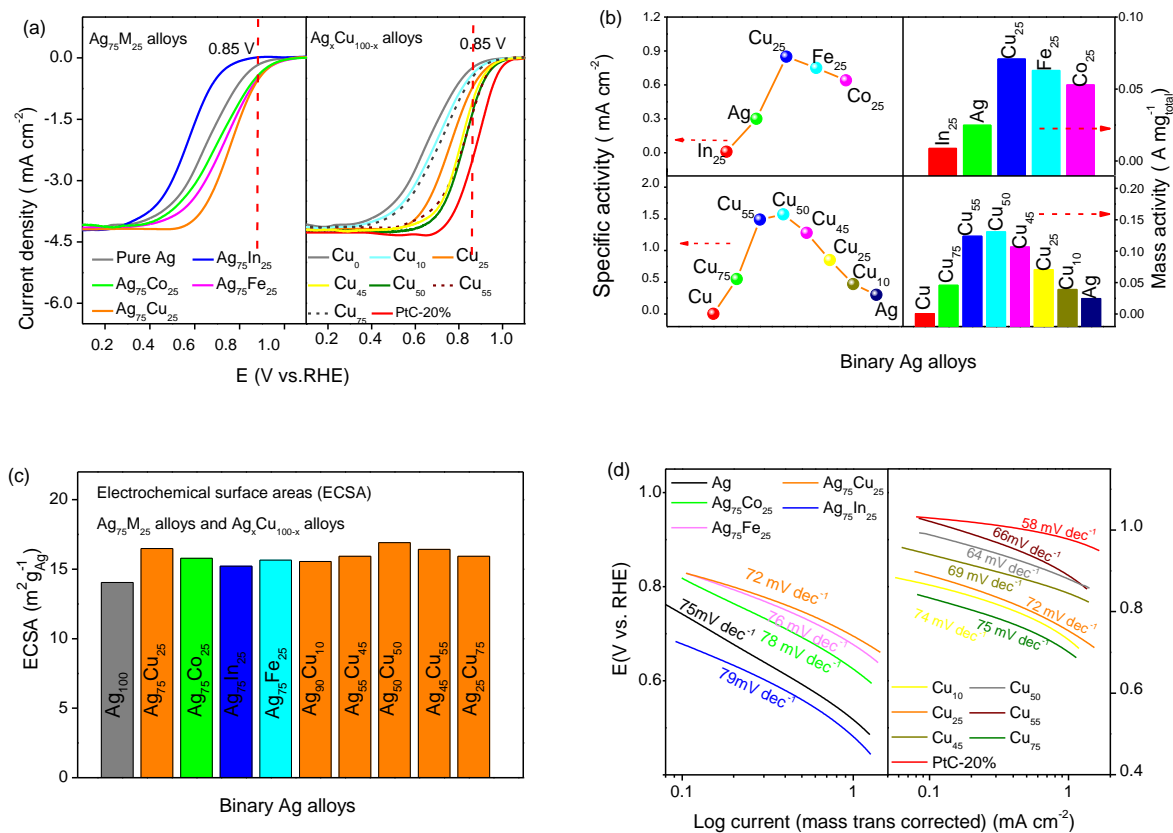 (a)
Ag75M25 alloys
AgxCu100-x alloys
0.85 V
0.85 V
0.0
-1.5
-3.0
-4.5
-6.0
Current density ( mA cm-2)
Pure Ag
Ag75In25
Ag75Co25
Ag75Fe25
Ag75Cu25
Cu0
Cu10
Cu25
Cu45
Cu50
Cu55
Cu75
PtC-20%
0.2 0.4 0.6 0.8 1.0
0.2 0.4 0.6 0.8 1.0
E (V vs.RHE)
(b)
1.2
0.9
0.6
0.3
0.0
In25
Ag
Cu25
Fe25
Co25
In25
Ag
Cu25
Fe25
Co25
0.10
0.05
0.00
2.0
1.5
1.0
0.5
0.0
Cu
Cu75
Cu55
Cu50
Cu45
Cu25
Cu10
Ag
Cu
Cu75
Cu55
Cu50
Cu45
Cu25
Cu10
Ag
0.20
0.15
0.10
0.05
0.00
Specific activity ( mA cm-2)
Mass activity ( A mg-1total)
Binary Ag alloys
(c)
Electrochemical surface areas (ECSA)
Ag75M25 alloys and AgxCu100-x alloys
20
15
10
5
0
ECSA (m2g-1Ag)
Ag100
Ag75Cu25
Ag75Co25
Ag75In25
Ag75Fe25
Ag90Cu10
Ag55Cu45
Ag50Cu50
Ag45Cu55
Ag25Cu75
Binary Ag alloys
(d)
1.0
0.8
0.6
E(V vs. RHE)
Ag
Ag75Cu25
Ag75Co25
Ag75In25
Ag75Fe25
72 mV dec-1
76 mV dec-1
75mV dec-1
78 mV dec-1
79mV dec-1
58 mV dec-1
66mV dec-1
64 mV dec-1
69 mV dec-1
72 mV dec-1
74 mV dec-1
75 mV dec-1
Cu10
Cu50
Cu25
Cu55
Cu45
Cu75
PtC-20%
1.0
0.8
0.6
0.4
0.1 1
0.1 1
Log current (mass trans corrected) (mA cm-2)